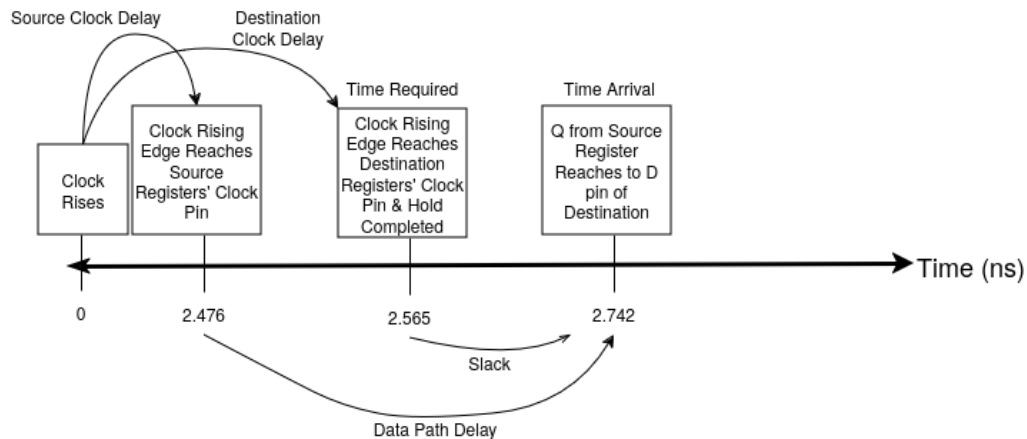 Source Clock Delay
Destination
Clock Delay
Time Required
Time Arrival
Clock
Rises
Clock Rising
Edge Reaches
Source
Registers' Clock
Pin
Clock Rising
Edge Reaches
Destination
Registers' Clock
Pin & Hold
Completed
Q from Source
Register
Reaches to D
pin of
Destination
Time (ns)
0
2.476
2.565
2.742
Slack
Data Path Delay